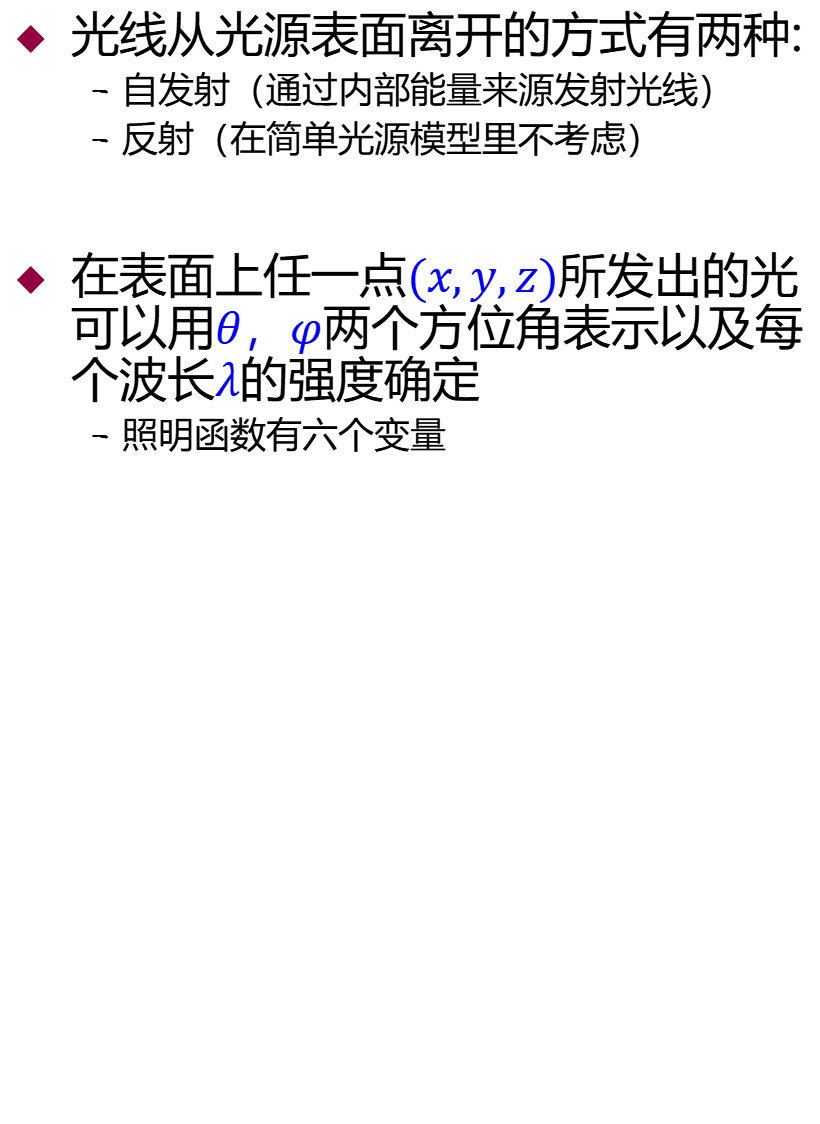 ◆ 光线从光源表面离开的方式有两种:
– 自发射（通过内部能量来源发射光线）
– 反射（在简单光源模型里不考虑）
◆ 在表面上任一点(x, y, z)所发出的光
可以用θ，φ两个方位角表示以及每
个波长λ的强度确定
– 照明函数有六个变量